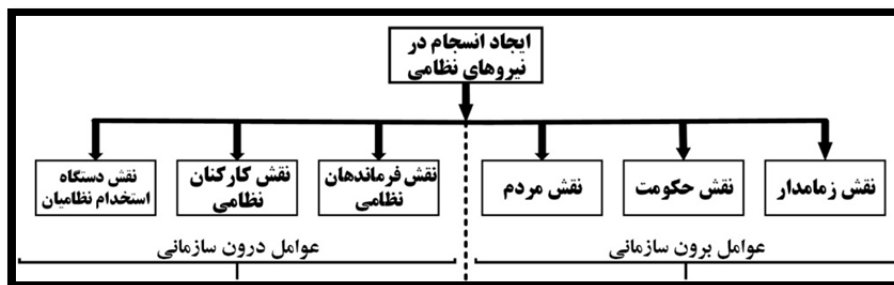 ایجاد انسجام در
نیروهای نظامی
نقش زمامدار
نقش حکومت
نقش مردم
نقش فرماندهان
نظامی
نقش کارکنان
نظامی
نقش دستگاه
استخدام نظامیان
عوامل برون سازمانی
عوامل درون سازمانی